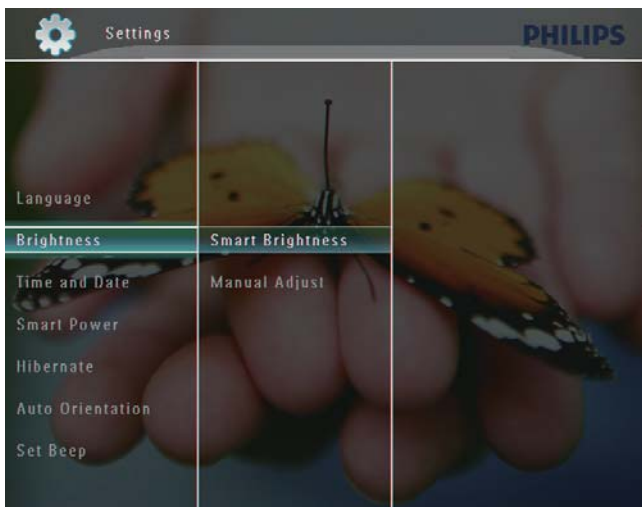 Settings
PHILIPS
Language
Brightness
Smart Brightness
Time and Date
Manual Adjust
Smart Power
Hibernate
Auto Orientation
Set Beep